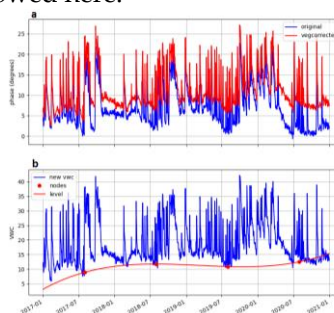 owed here.
a
original
vegcorrected
phase (degrees)
25
20
15
10
5
0
b
new vwc
nodes
level
VWC
40
35
30
25
20
15
10
5
2017-01
2017-07
2018-01
2018-07
2019-01
2019-07
2020-01
2020-07
2021-01